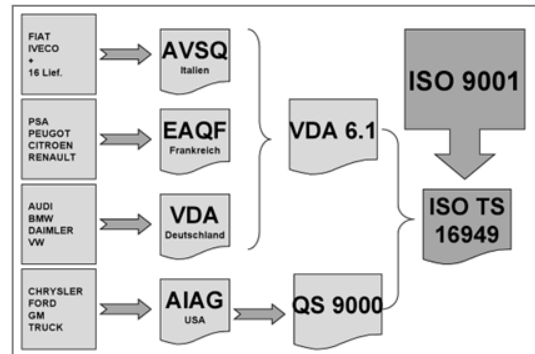 FIAT
IVECO
+
16 Lief.
AVSQ
Italien
PSA
PEUGOT
CITROEN
RENAULT
EAQF
Frankreich
AUDI
BMW
DAIMLER
VW
VDA
Deutschland
CHRYSLER
FORD
GM
TRUCK
AIAG
USA
VDA 6.1
QS 9000
ISO 9001
ISO TS
16949